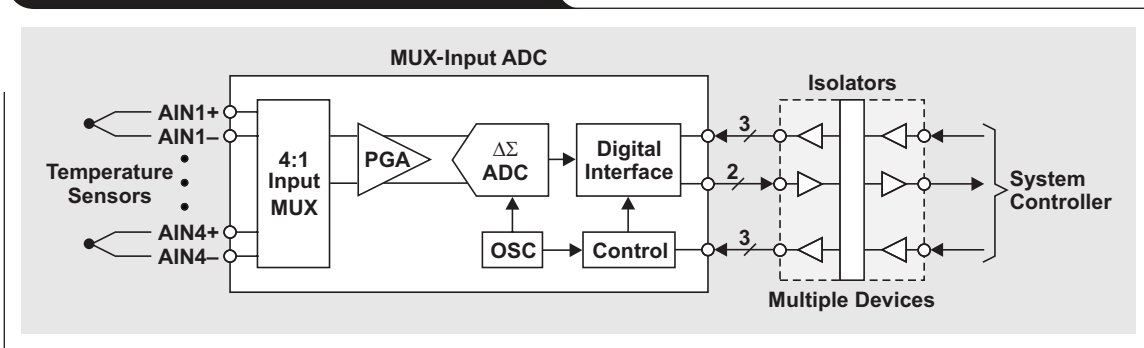 MUX-Input ADC
Isolators
AIN1+
AIN1–
Temperature
Sensors
AIN4+
AIN4–
4:1
Input
MUX
PGA
ΔΣ
ADC
Digital
Interface
OSC
Control
3
2
3
System
Controller
Multiple Devices